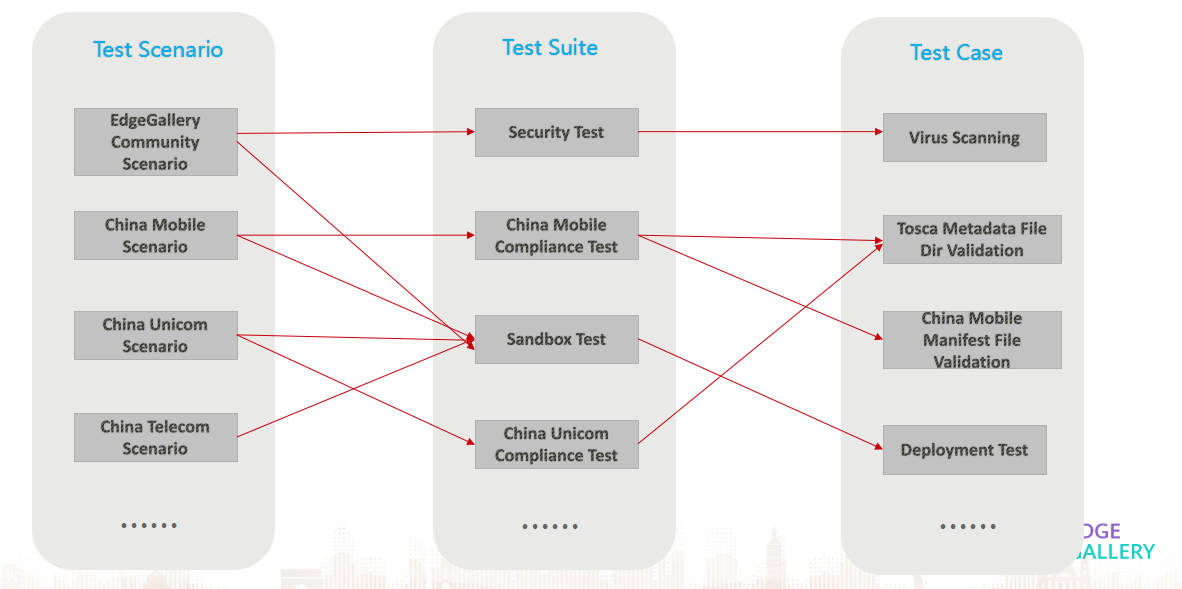 Test Scenario
EdgeGallery
Community
Scenario
China Mobile
Scenario
China Unicom
Scenario
China Telecom
Scenario
......
Test Suite
Security Test
China Mobile
Compliance Test
Sandbox Test
China Unicom
Compliance Test
......
Test Case
Virus Scanning
Tosca Metadata File
Dir Validation
China Mobile
Manifest File
Validation
Deployment Test
......
DGE
GALLERY